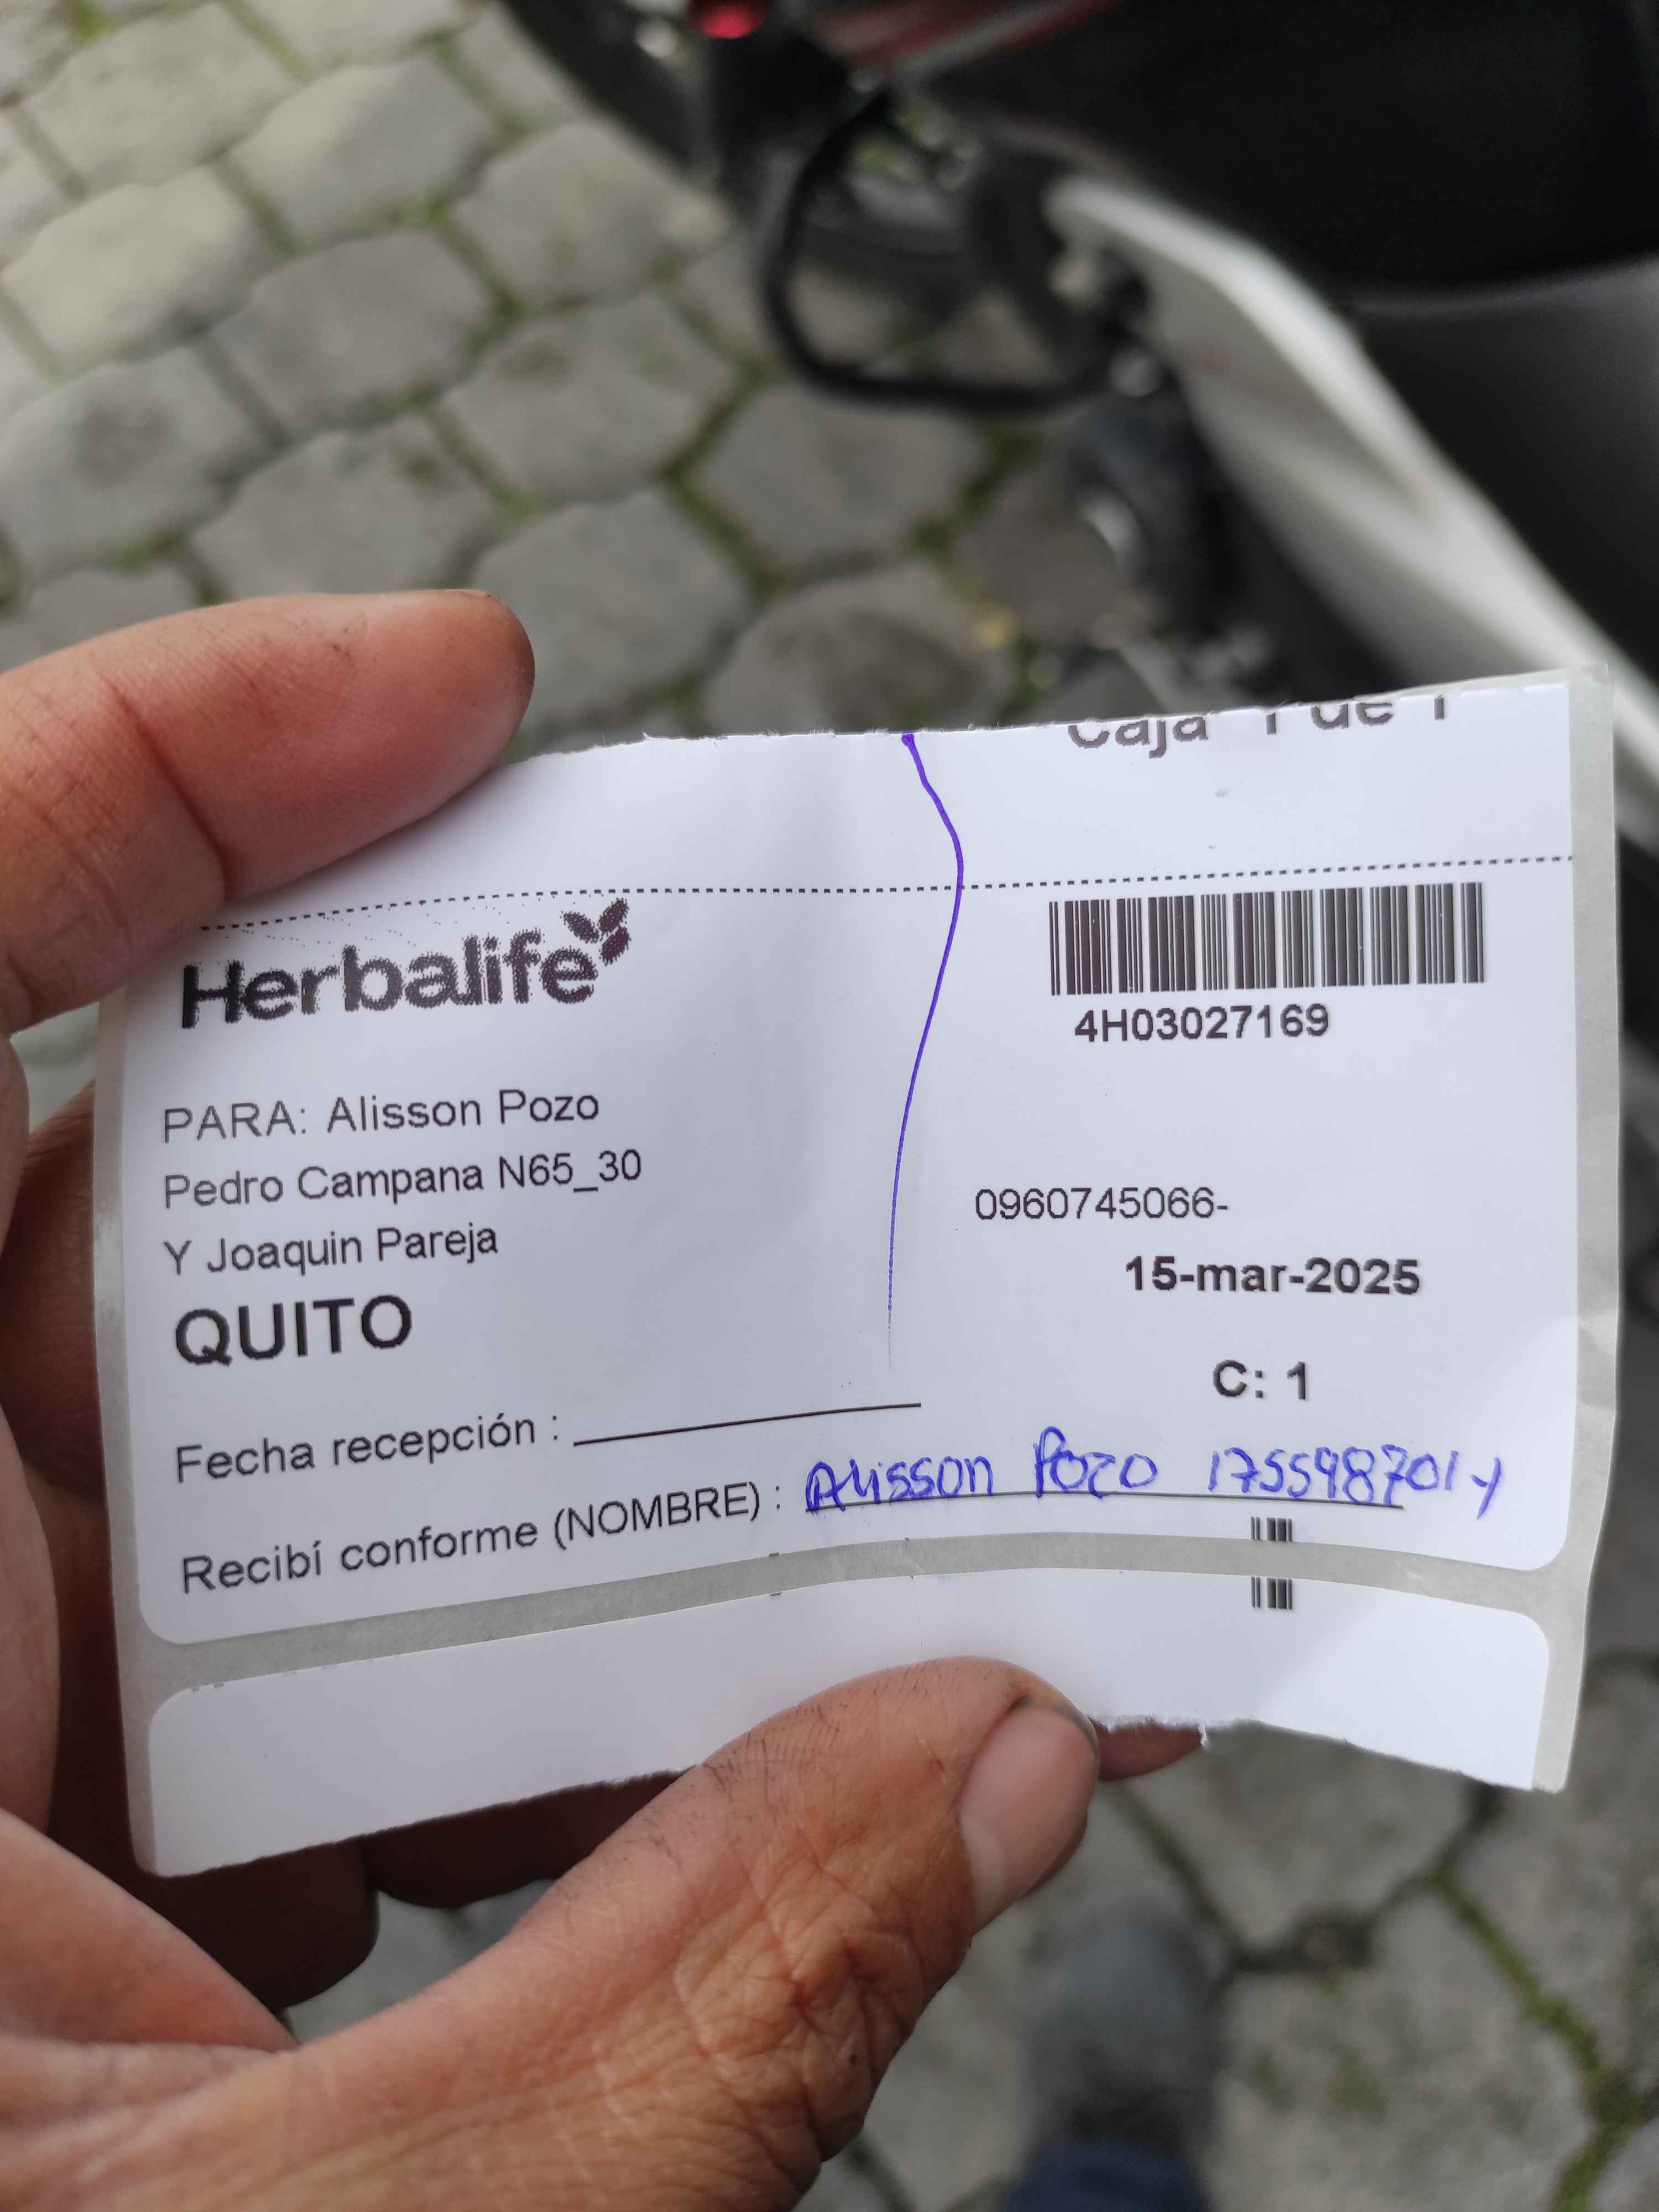 Caja 1 de 1
Herbalife
4H03027169
PARA: Alisson Pozo
Pedro Campana N65_30
Y Joaquin Pareja
QUITO
0960745066-
15-mar-2025
C: 1
Fecha recepción :
Recibí conforme (NOMBRE) : Alisson Pozo